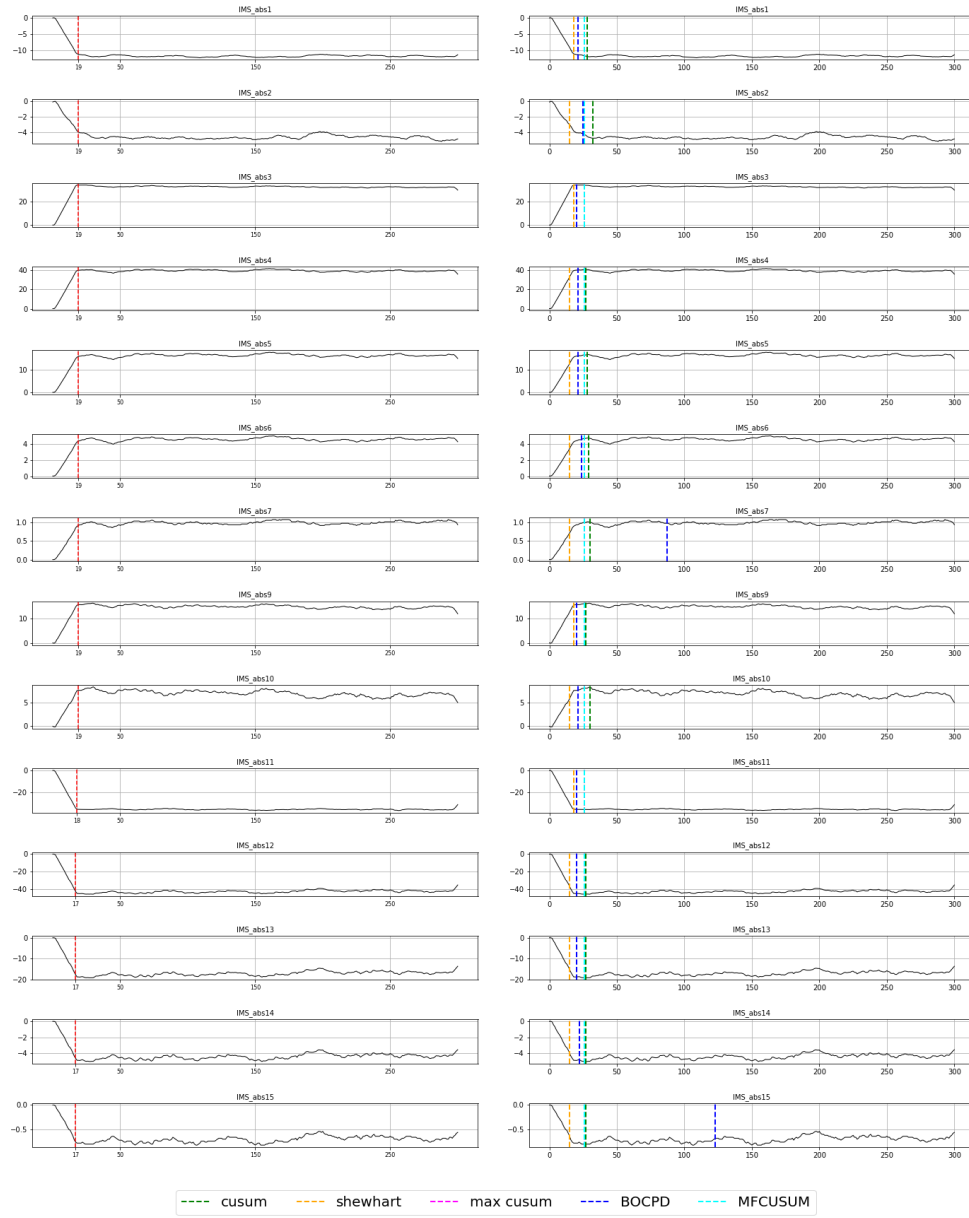 IMS_abs1 IMS_abs1
0 0
−5 −5
−10 −10
19 50 150 250 0 50 100 150 200 250 300
IMS_abs2 IMS_abs2
0 0
−2 −2
−4 −4
19 50 150 250 0 50 100 150 200 250 300
IMS_abs3 IMS_abs3
20 20
0 0
19 50 150 250 0 50 100 150 200 250 300
IMS_abs4 IMS_abs4
40 40
20 20
0 0
19 50 150 250 0 50 100 150 200 250 300
IMS_abs5 IMS_abs5
10 10
0 0
19 50 150 250 0 50 100 150 200 250 300
IMS_abs6 IMS_abs6
4 4
2 2
0 0
19 50 150 250 0 50 100 150 200 250 300
IMS_abs7 IMS_abs7
1.0 1.0
0.5 0.5
0.0 0.0
19 50 150 250 0 50 100 150 200 250 300
IMS_abs9 IMS_abs9
10 10
0 0
19 50 150 250 0 50 100 150 200 250 300
IMS_abs10 IMS_abs10
5 5
0 0
19 50 150 250 0 50 100 150 200 250 300
IMS_abs11 IMS_abs11
0 0
−20 −20
18 50 150 250 0 50 100 150 200 250 300
IMS_abs12 IMS_abs12
0 0
−20 −20
−40 −40
17 50 150 250 0 50 100 150 200 250 300
IMS_abs13 IMS_abs13
0 0
−10 −10
−20 −20
17 50 150 250 0 50 100 150 200 250 300
IMS_abs14 IMS_abs14
0 0
−2 −2
−4 −4
17 50 150 250 0 50 100 150 200 250 300
IMS_abs15 IMS_abs15
0.0 0.0
−0.5 −0.5
17 50 150 250 0 50 100 150 200 250 300
cusum shewhart max cusum BOCPD MFCUSUM